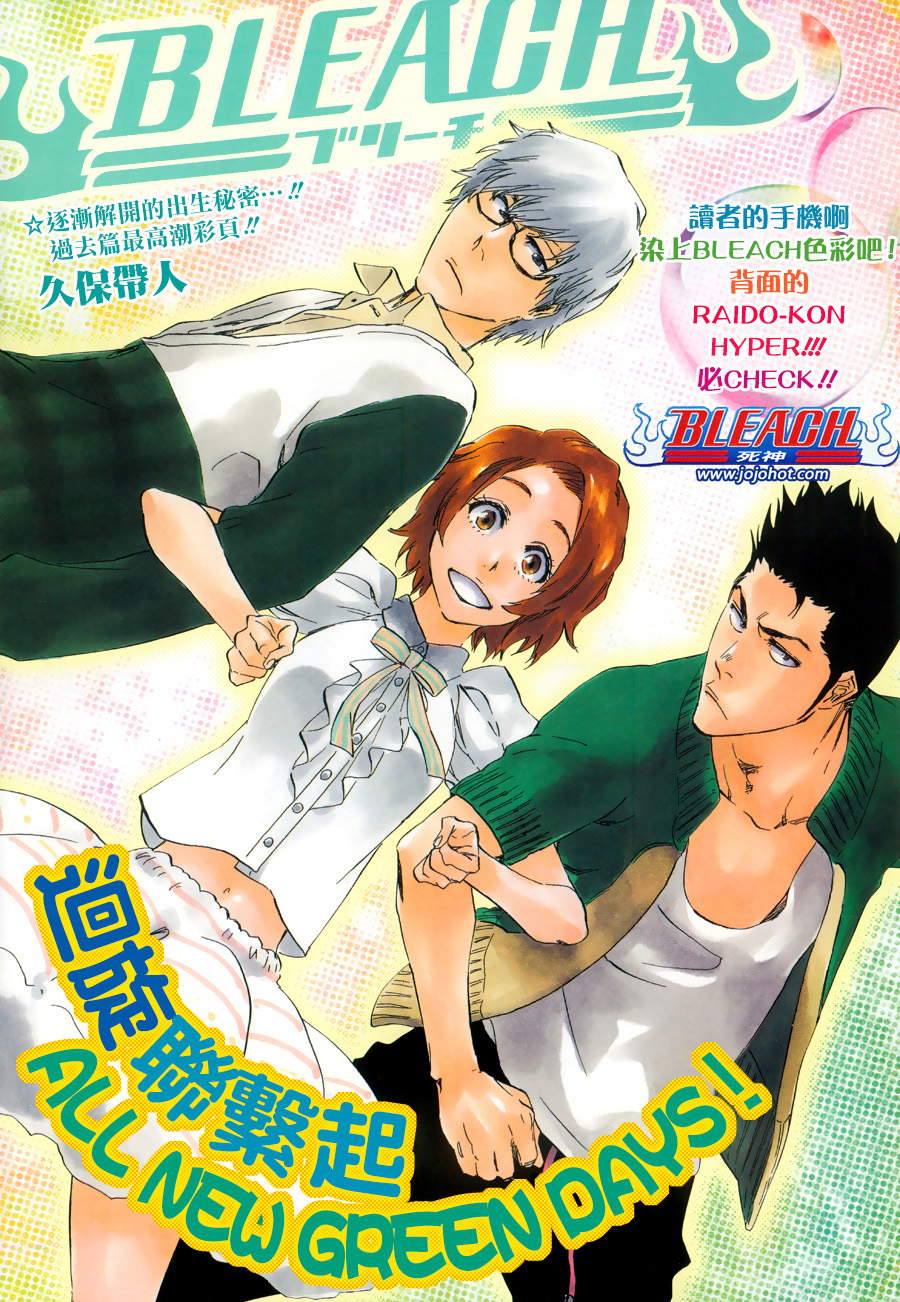 BLEACH
ブリーチ
☆逐漸解開的出生秘密…!!
過去篇最高潮彩頁!!
久保帶人
讀者的手機啊
染上BLEACH色彩吧!
背面的
RAIDO-KON
HYPER!!!
必CHECK!!
BLEACH
死神
www.jojohot.com
迴旋
聯繫起
ALL NEW GREEN DAYS!